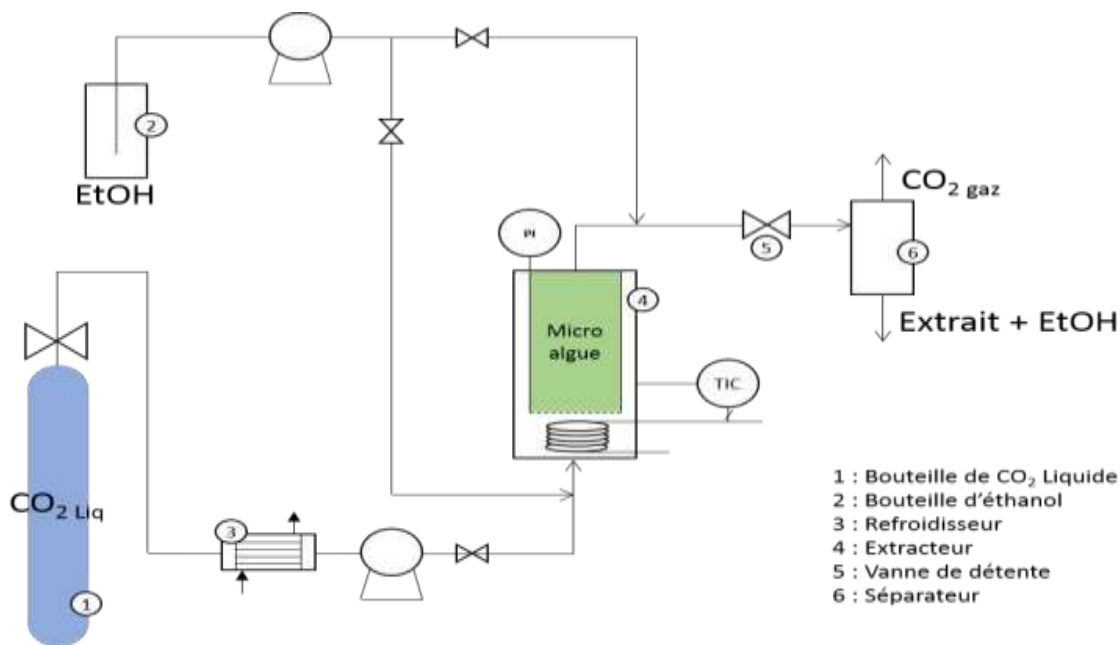 2
EtOH
CO2 gaz
PI
5
6
4
Micro
algue
Extrait + EtOH
TIC
CO2 Liq
3
1
1 : Bouteille de CO2 Liquide
2 : Bouteille d'éthanol
3 : Refroidisseur
4 : Extracteur
5 : Vanne de détente
6 : Séparateur